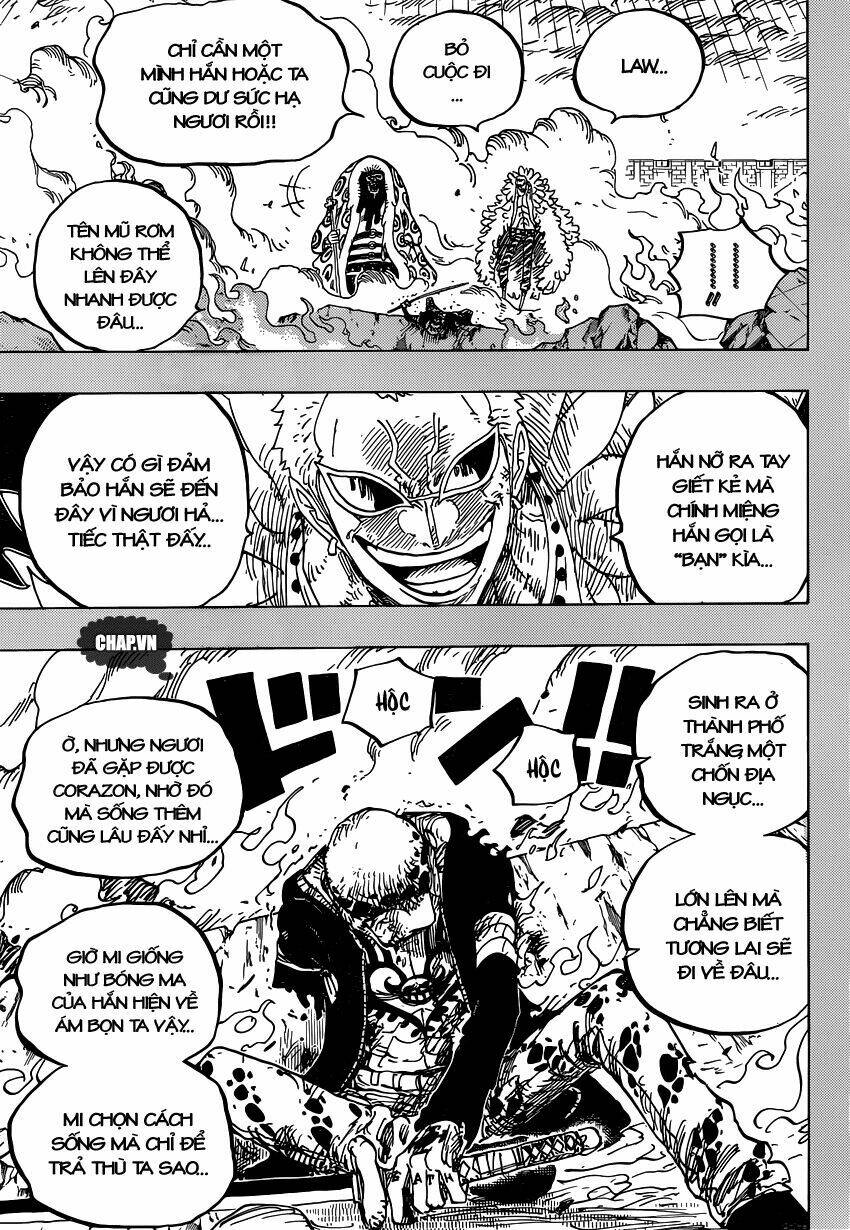 LAW...
BỎ
CUỘC ĐI
...
CHỈ CẦN MỘT
MÌNH HẮN HOẶC TA
CŨNG DƯ SỨC HẠ
NGƯƠI RỒI!!
TÊN MŨ RƠM
KHÔNG THỂ
LÊN ĐÂY
NHANH ĐƯỢC
ĐÂU...
HẮN NỠ RA TAY
GIẾT KẺ MÀ
CHÍNH MIỆNG
HẮN GỌI LÀ
“BẠN” KÌA...
VẬY CÓ GÌ ĐẢM
BẢO HẮN SẼ ĐẾN
ĐÂY VÌ NGƯƠI HẢ...
TIẾC THẬT ĐẤY..
CHAP.VN
ドン!!
SINH RA Ở
THÀNH PHỐ
TRẮNG, MỘT
CHỐN ĐỊA
NGỤC...
HỘC
HỘC
LỚN LÊN MÀ
CHẲNG BIẾT
TƯƠNG LAI SẼ
ĐI VỀ ĐÂU...
Ờ, NHƯNG NGƯƠI
ĐÃ GẶP ĐƯỢC
CORAZON, NHỜ ĐÓ
MÀ SỐNG THÊM
CŨNG LÂU ĐẤY NHỈ...
GIỜ MI GIỐNG
NHƯ BÓNG MA
CỦA HẮN HIỆN VỀ
ÁM BỌN TA VẬY..
MI CHỌN CÁCH
SỐNG MÀ CHỈ ĐỂ
TRẢ THÙ TA SAO...